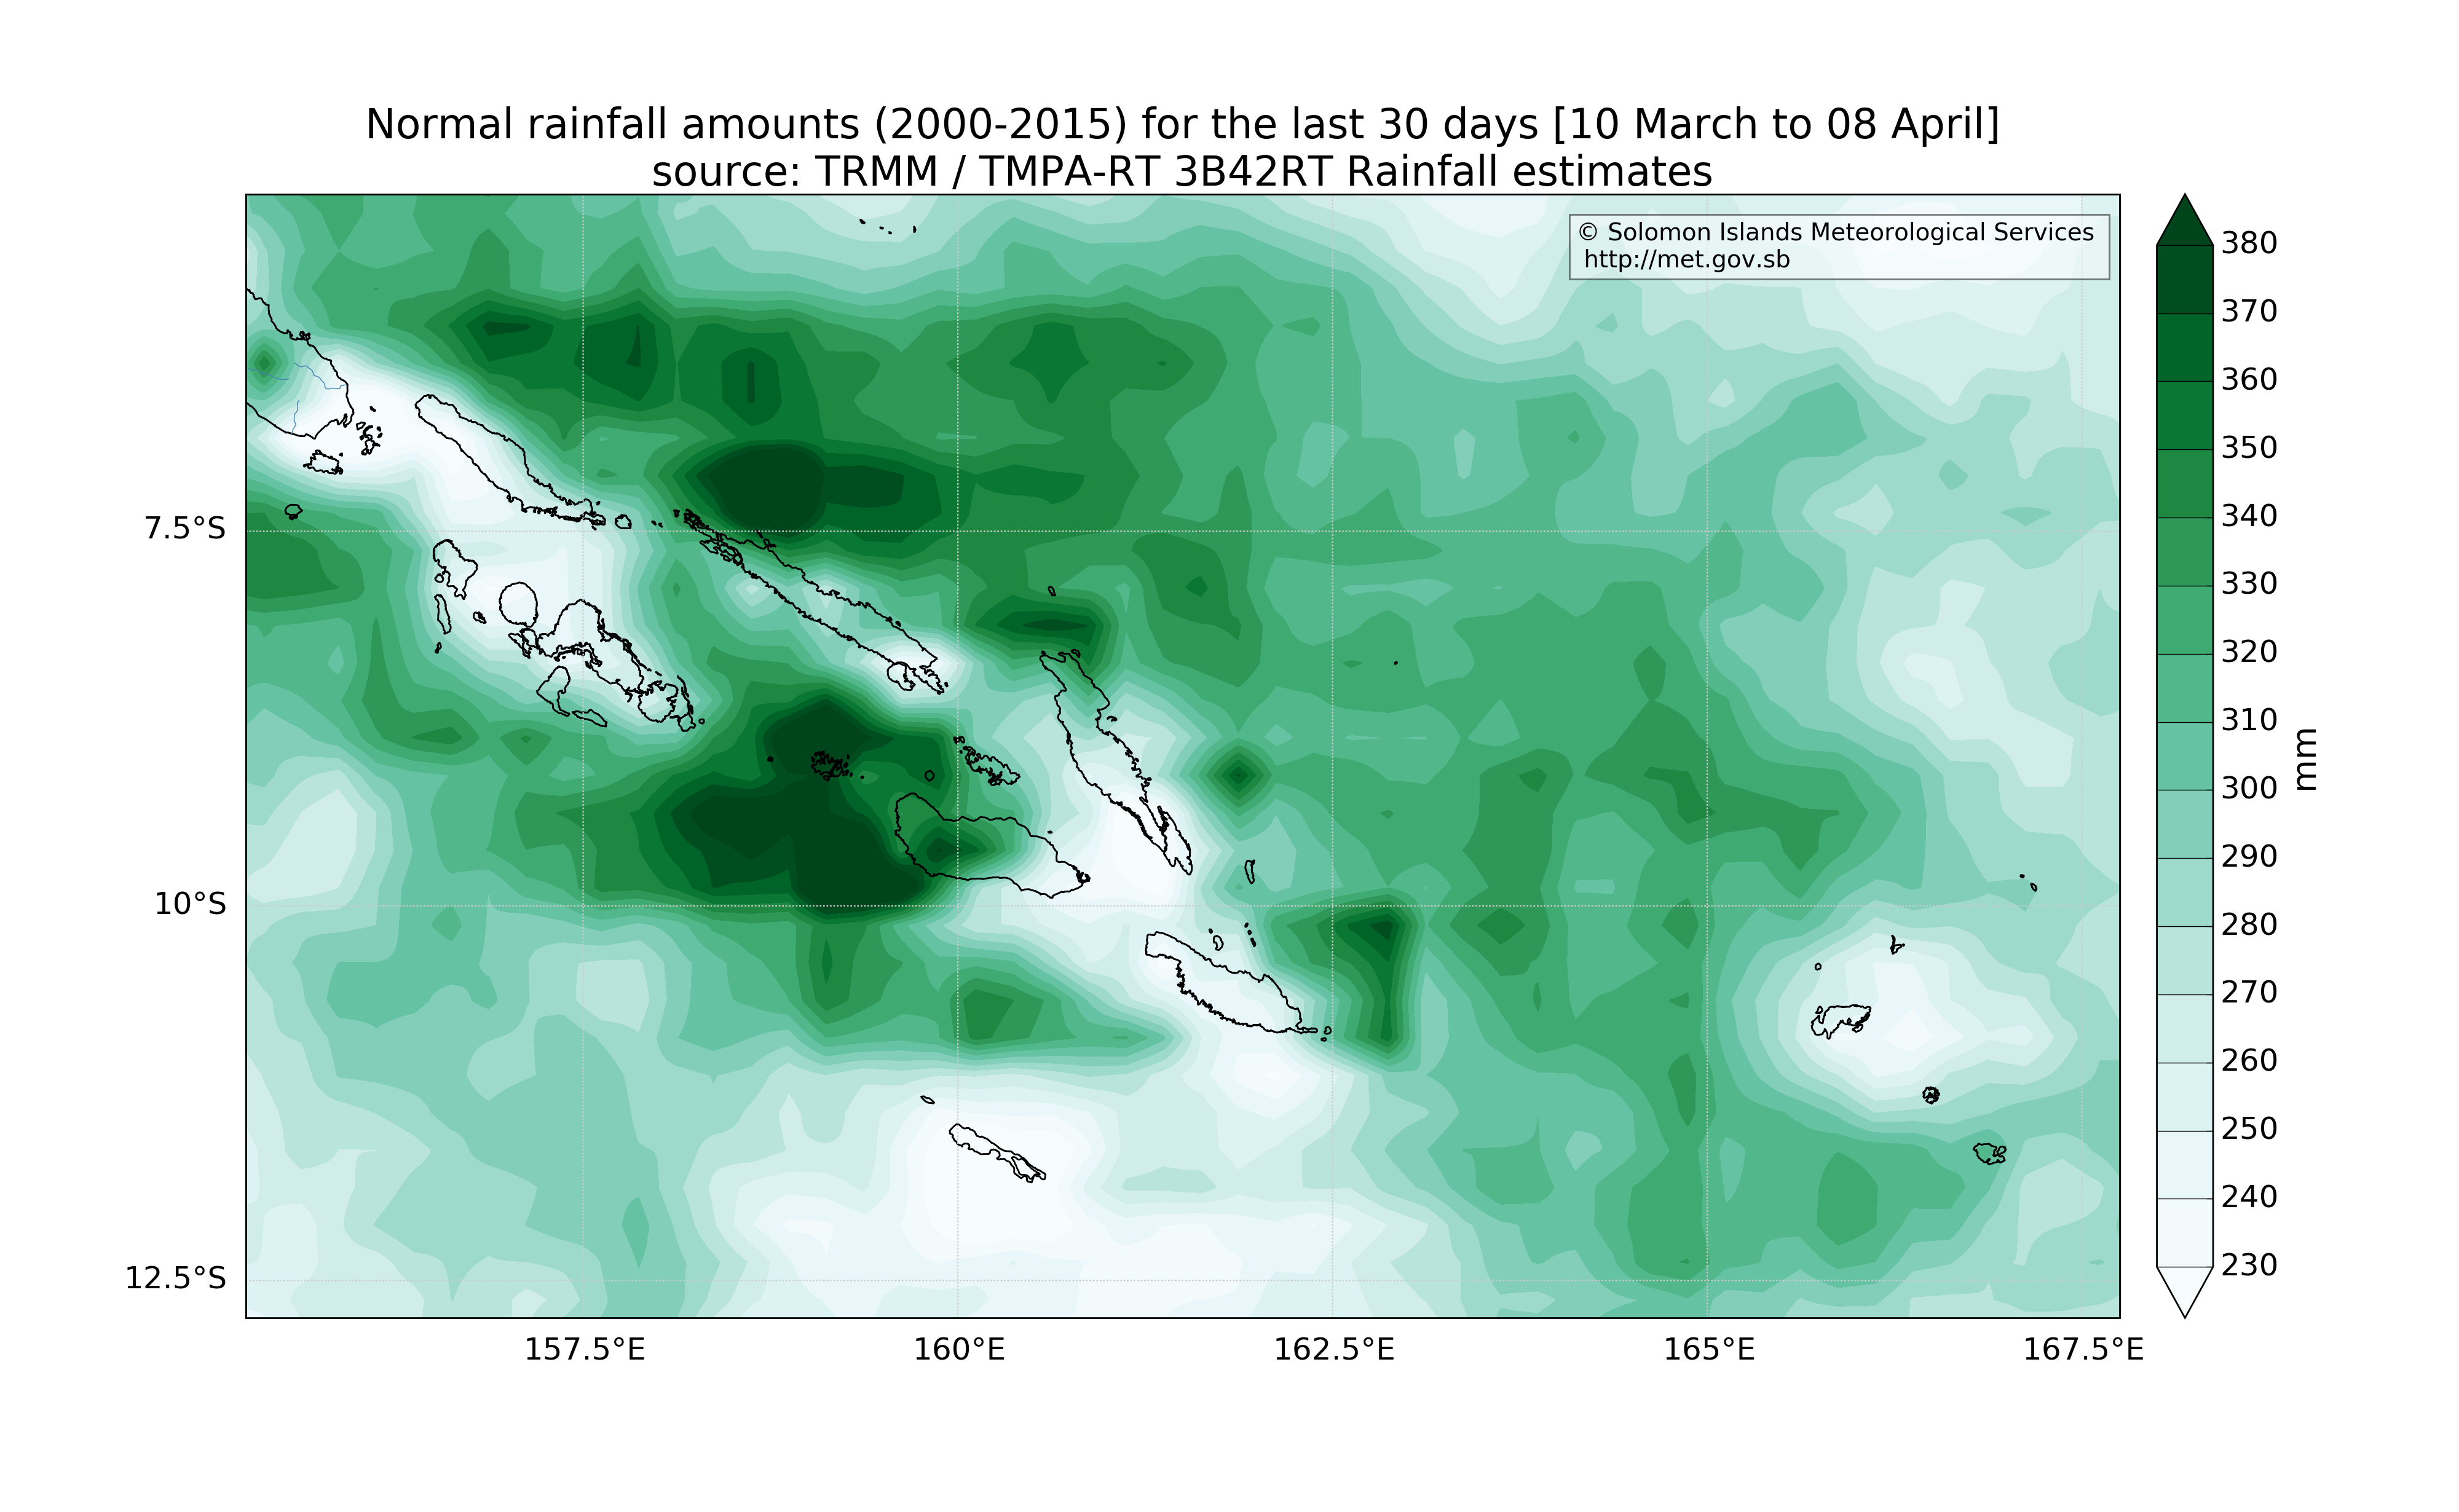 Normal rainfall amounts (2000-2015) for the last 30 days [10 March to 08 April]
source: TRMM / TMPA-RT 3B42RT Rainfall estimates
© Solomon Islands Meteorological Services
http://met.gov.sb
7.5°S
10°S
12.5°S
157.5°E
160°E
162.5°E
165°E
167.5°E
380
370
360
350
340
330
320
310
300
290
280
270
260
250
240
230
mm